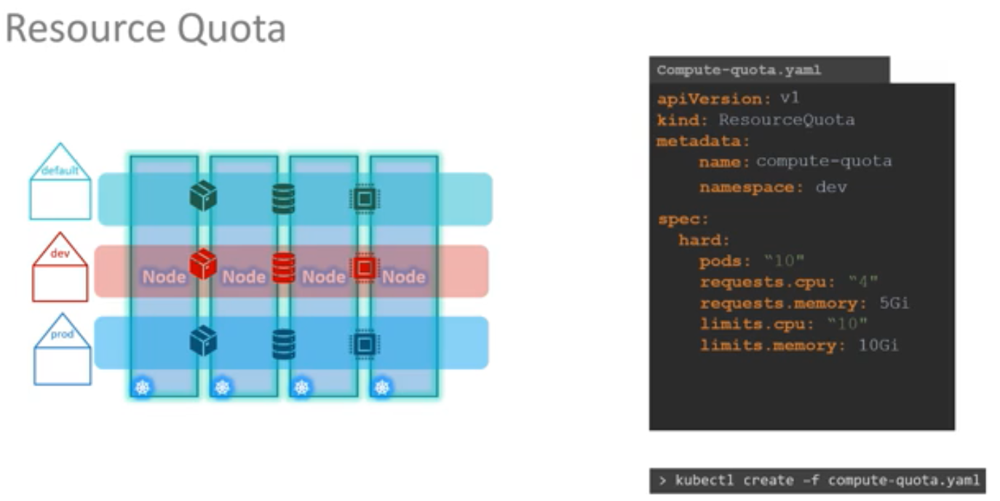 Resource Quota
default
dev
prod
Node Node Node Node
Compute-quota.yaml
apiVersion: v1
kind: ResourceQuota
metadata:
    name: compute-quota
    namespace: dev
spec:
  hard:
    pods: “10"
    requests.cpu: “4"
    requests.memory: 5Gi
    limits.cpu: “10"
    limits.memory: 10Gi
> kubectl create –f compute-quota.yaml